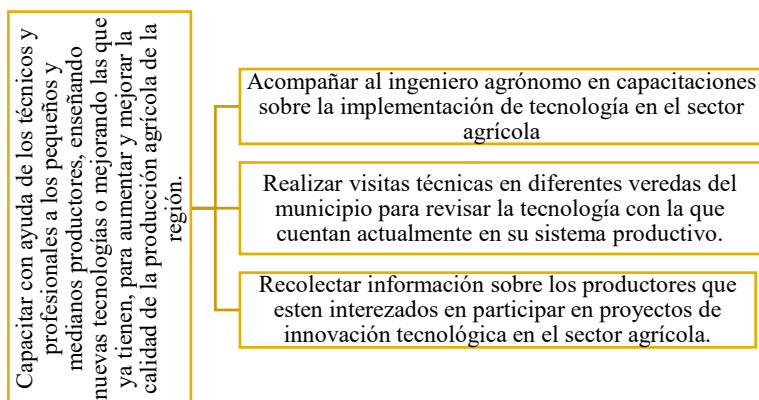 Capacitar con ayuda de los técnicos y
profesionales a los pequeños y
medianos productores, enseñando
nuevas tecnologías o mejorando las que
ya tienen, para aumentar y mejorar la
calidad de la producción agrícola de la
región.
Acompañar al ingeniero agrónomo en capacitaciones
sobre la implementación de tecnología en el sector
agrícola
Realizar visitas técnicas en diferentes veredas del
municipio para revisar la tecnología con la que
cuentan actualmente en su sistema productivo.
Recolectar información sobre los productores que
esten interezados en participar en proyectos de
innovación tecnológica en el sector agrícola.